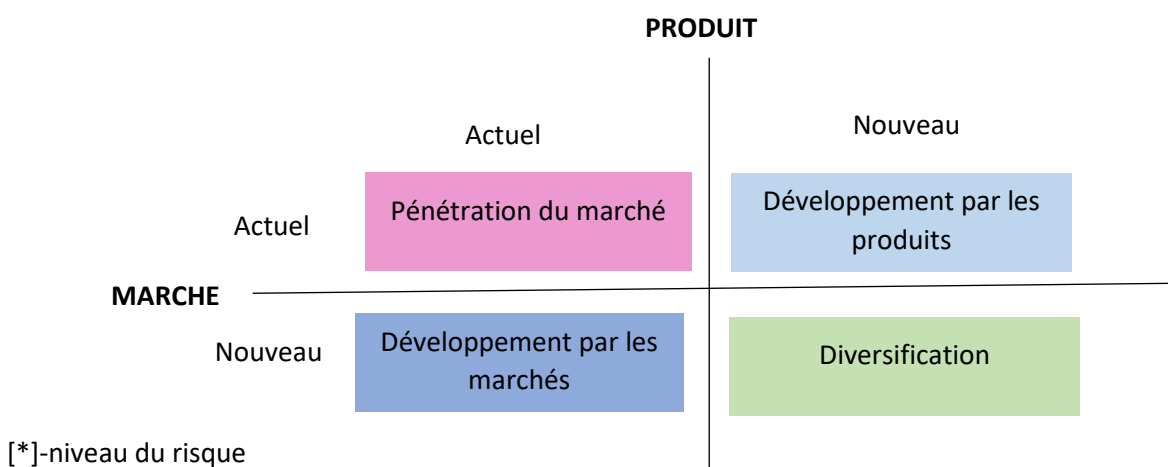 PRODUIT
Actuel
Nouveau
Actuel
Pénétration du marché
Développement par les
produits
MARCHE
Nouveau
Développement par les
marchés
Diversification
[*]-niveau du risque